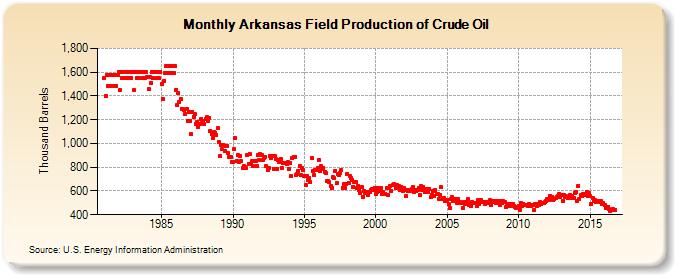 Monthly Arkansas Field Production of Crude Oil
Thousand Barrels
1,800
1,600
1,400
1,200
1,000
800
600
400
1985 1990 1995 2000 2005 2010 2015
Source: U.S. Energy Information Administration